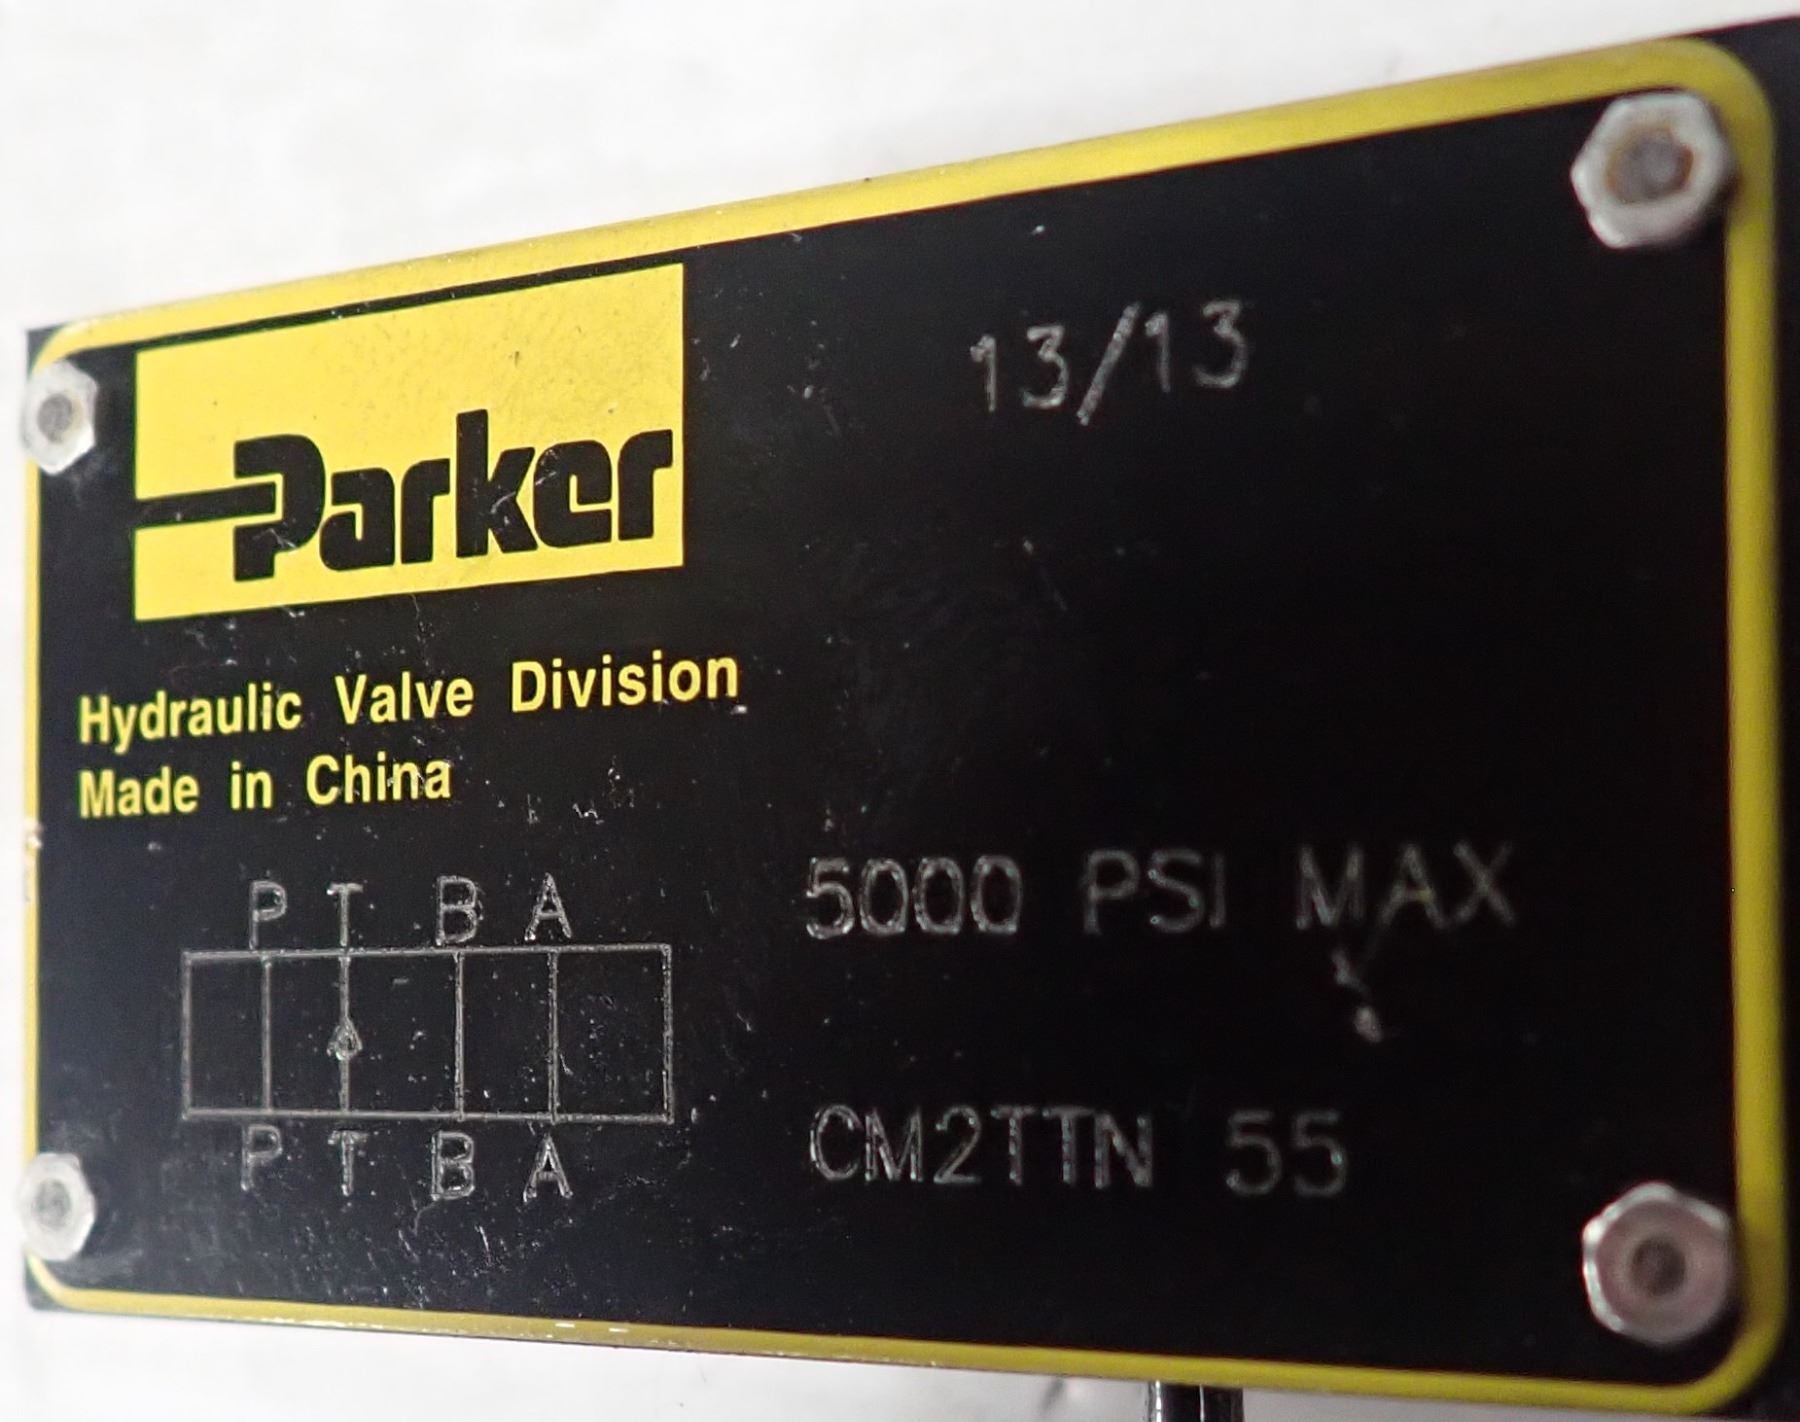 Parker
13/13
Hydraulic Valve Division
Made in China
P T B A
5000 PSI MAX
P T B A
CM2TTN 55